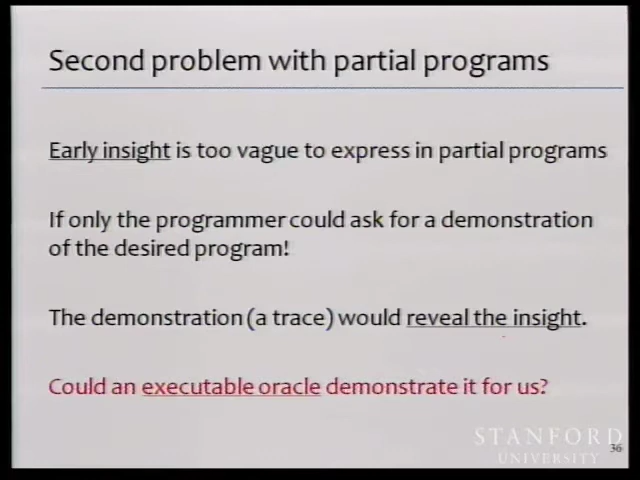 Second problem with partial programs
Early insight is too vague to express in partial programs
If only the programmer could ask for a demonstration
of the desired program!
The demonstration (a trace) would reveal the insight.
Could an executable oracle demonstrate it for us?
STANFORD
UNIVERSITY
36